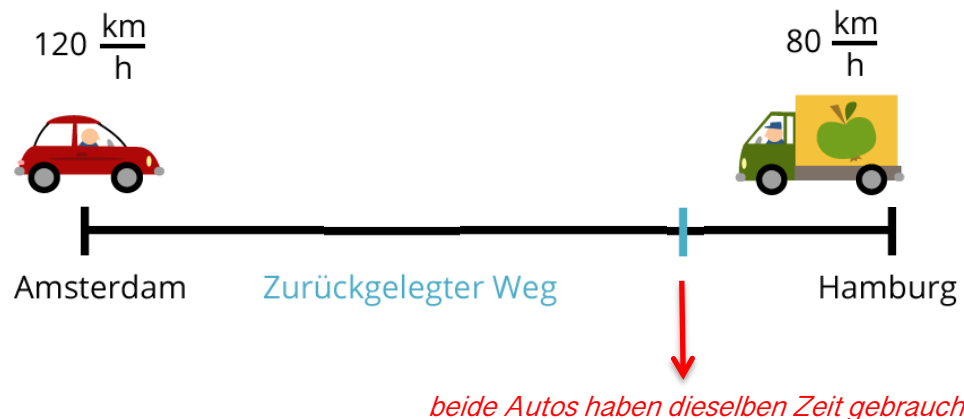 120 km/h
80 km/h
Amsterdam
Zurückgelegter Weg
Hamburg
beide Autos haben dieselben Zeit gebrauch